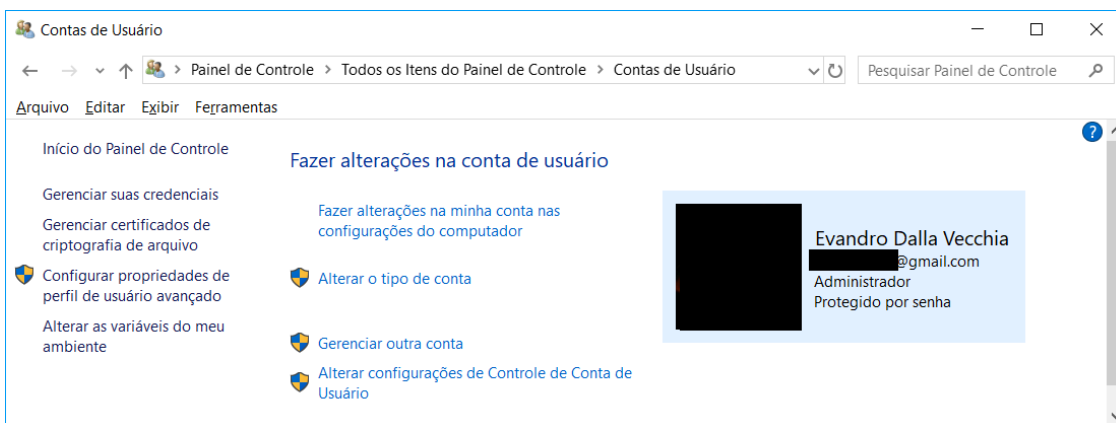 Contas de Usuário
Painel de Controle > Todos os Itens do Painel de Controle > Contas de Usuário
Pesquisar Painel de Controle
Arquivo Editar Exibir Ferramentas
Início do Painel de Controle
Gerenciar suas credenciais
Gerenciar certificados de
criptografia de arquivo
Configurar propriedades de
perfil de usuário avançado
Alterar as variáveis do meu
ambiente
Fazer alterações na conta de usuário
Fazer alterações na minha conta nas
configurações do computador
Alterar o tipo de conta
Gerenciar outra conta
Alterar configurações de Controle de Conta de
Usuário
Evandro Dalla Vecchia
@gmail.com
Administrador
Protegido por senha
?